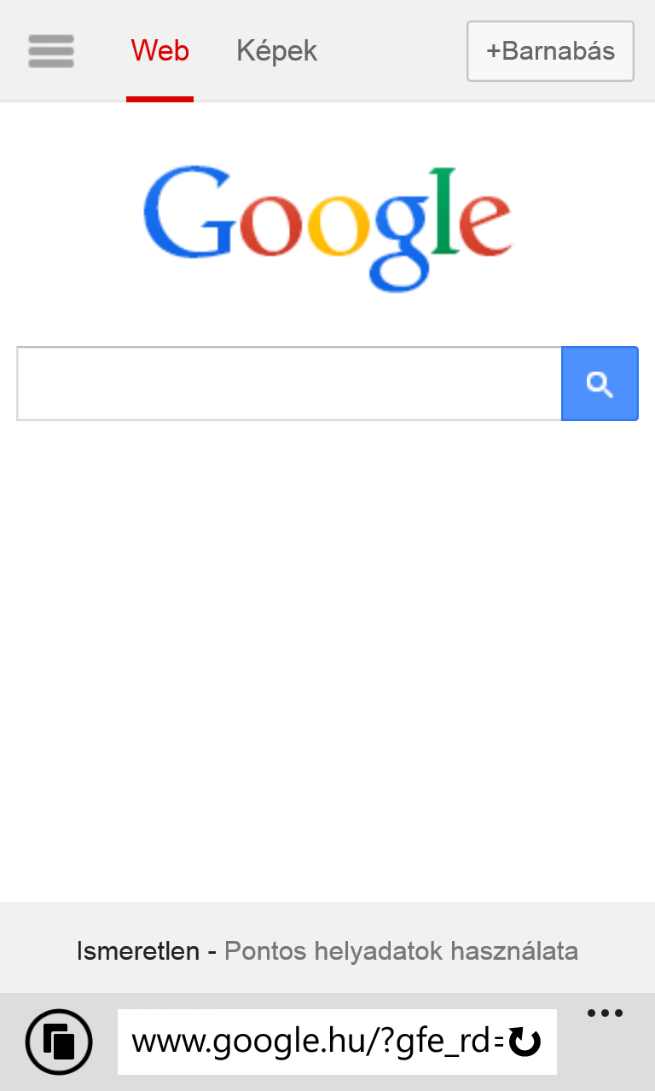 Web Képek +Barnabás
Google
Ismeretlen - Pontos helyadatok használata
www.google.hu/?gfe_rd=